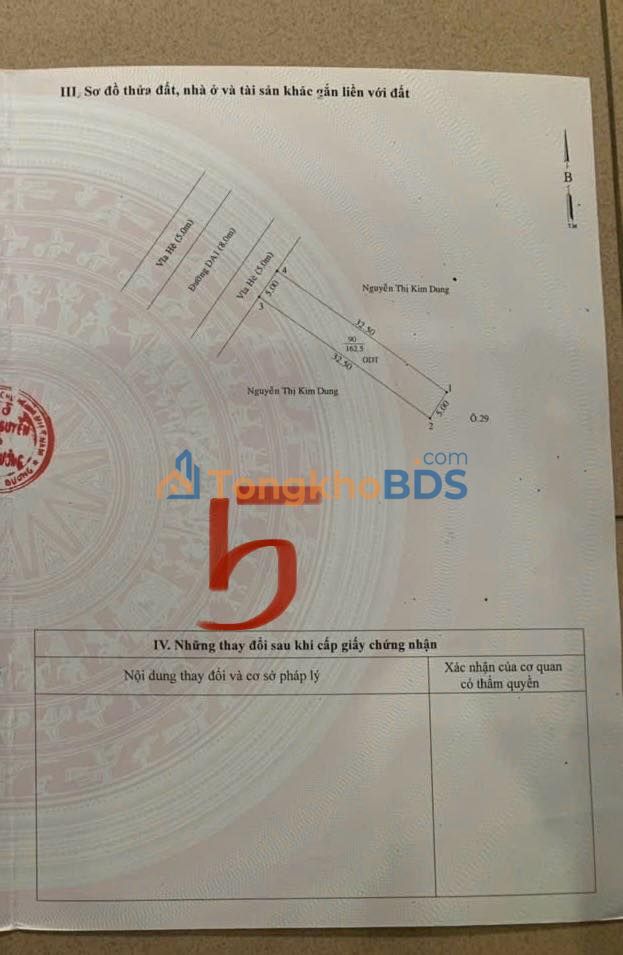 III. Sơ đồ thửa đất, nhà ở và tài sản khác gắn liền với đất
B
Vỉa Hè (5.0m)
Đường DA1 (8.0m)
Vỉa Hè (5.0m)
4
5.00
3
Nguyễn Thị Kim Dung
32.50
90
162.5
ODT
32.50
Nguyễn Thị Kim Dung
1
5.00
2
Ô.29
TongkhoBDS
.com
5
IV. Những thay đổi sau khi cấp giấy chứng nhận
Nội dung thay đổi và cơ sở pháp lý
Xác nhận của cơ quan
có thẩm quyền